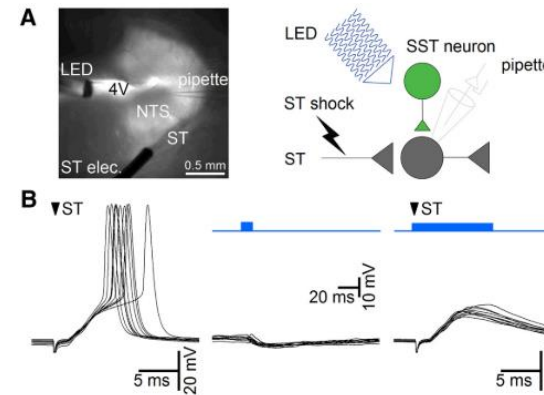 A
LED
4V
pipette
NTS
ST
ST elec.
0.5 mm
LED
SST neuron
pipette
ST shock
ST
B
ST
ST
20 ms
10 mV
5 ms
20 mV
5 ms